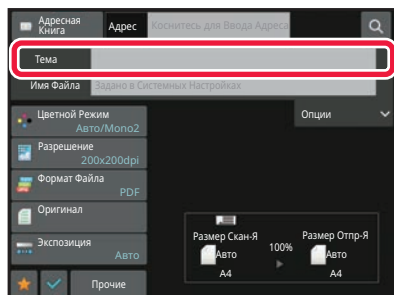 Адресная
Книга
Адрес
Коснитесь для Ввода Адреса
Тема
Имя Файла
Задано в Системных Настройках
Цветной Режим
Авто/Mono2
Опции
Разрешение
200x200dpi
Формат Файла
PDF
Оригинал
Экспозиция
Авто
Размер Скан-Я
Авто
A4
100%
Размер Отпр-Я
Авто
A4
Прочие